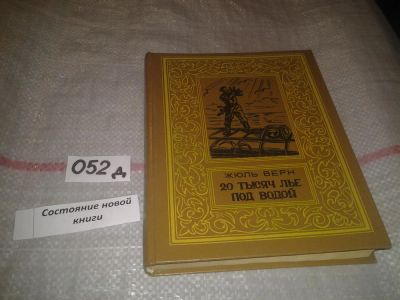 052 д
Состояние новой
книги
ЖЮЛЬ ВЕРН
20 ТЫСЯЧ ЛЬЕ
ПОД ВОДОЙ